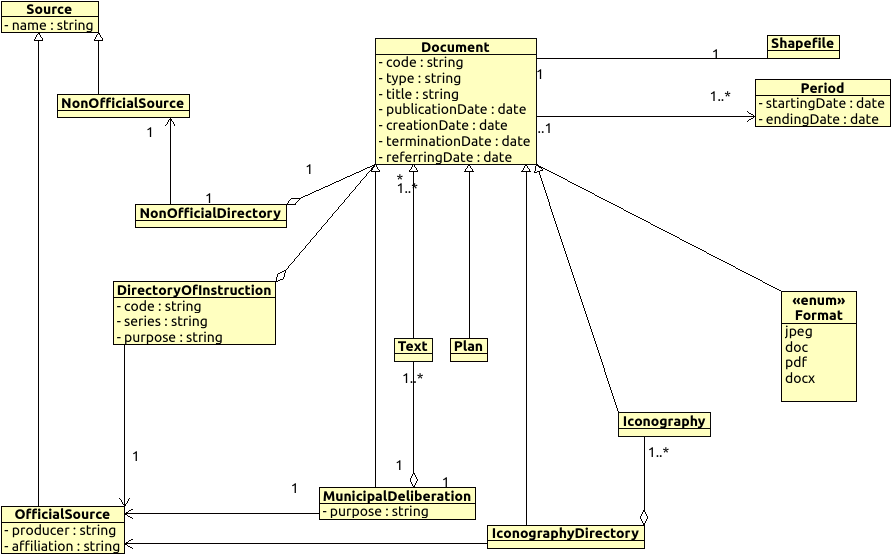 Source
- name : string
NonOfficialSource
1
1
NonOfficialDirectory
1
Document
- code : string
- type : string
- title : string
- publicationDate : date
- creationDate : date
- terminationDate : date
- referringDate : date
1
1
Shapefile
1..*
..1
Period
- startingDate : date
- endingDate : date
*
1..*
DirectoryOfInstruction
- code : string
- series : string
- purpose : string
«enum»
Format
jpeg
doc
pdf
docx
Text
Plan
1..*
Iconography
1..*
1
1
1
1
MunicipalDeliberation
- purpose : string
OfficialSource
- producer : string
- affiliation : string
IconographyDirectory